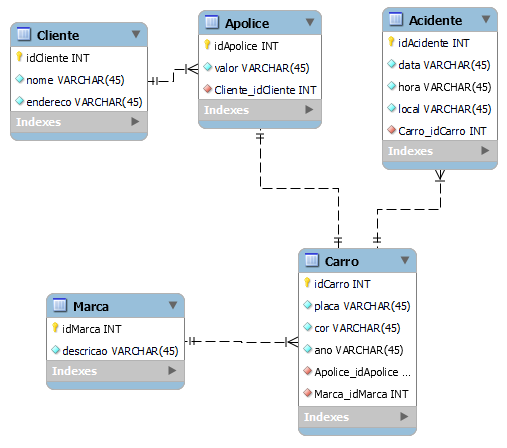 Cliente
idCliente INT
nome VARCHAR(45)
endereco VARCHAR(45)
Indexes
Apolice
idApolice INT
valor VARCHAR(45)
Cliente_idCliente INT
Indexes
Acidente
idAcidente INT
data VARCHAR(45)
hora VARCHAR(45)
local VARCHAR(45)
Carro_idCarro INT
Indexes
Marca
idMarca INT
descricao VARCHAR(45)
Indexes
Carro
idCarro INT
placa VARCHAR(45)
cor VARCHAR(45)
ano VARCHAR(45)
Apolice_idApolice ...
Marca_idMarca INT
Indexes